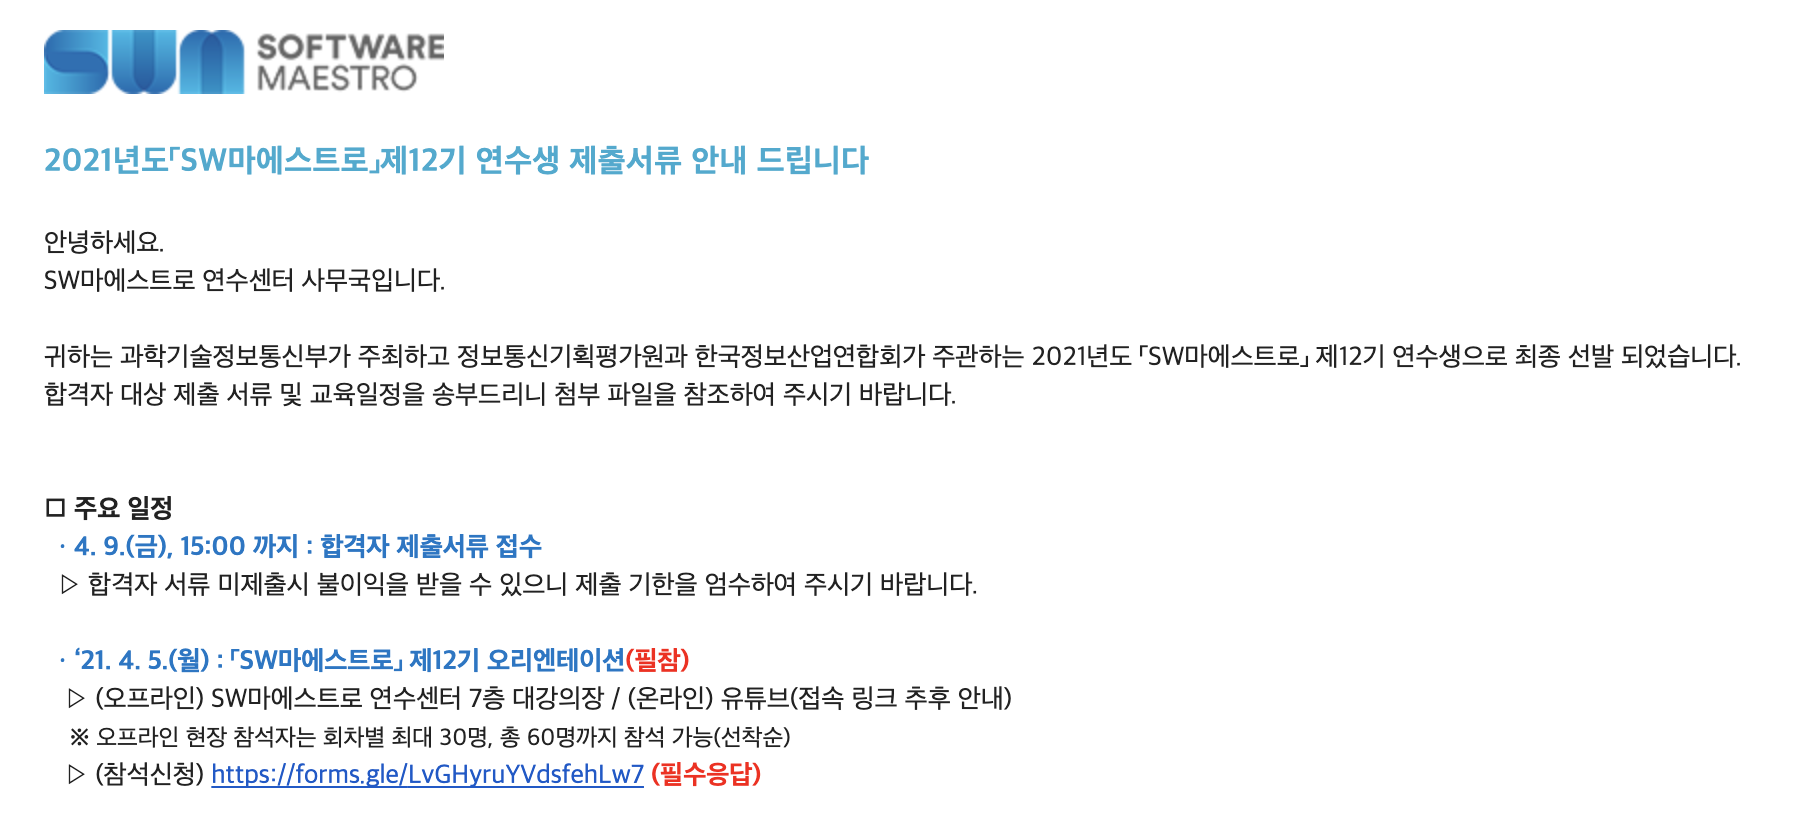 SWM SOFTWARE
MAESTRO
2021년도「SW마에스트로」제12기 연수생 제출서류 안내 드립니다
안녕하세요.
SW마에스트로 연수센터 사무국입니다.
귀하는 과학기술정보통신부가 주최하고 정보통신기획평가원과 한국정보산업연합회가 주관하는 2021년도 「SW마에스트로」 제12기 연수생으로 최종 선발 되었습니다.
합격자 대상 제출 서류 및 교육일정을 송부드리니 첨부 파일을 참조하여 주시기 바랍니다.
□ 주요 일정
· 4. 9.(금), 15:00 까지 : 합격자 제출서류 접수
▷ 합격자 서류 미제출시 불이익을 받을 수 있으니 제출 기한을 엄수하여 주시기 바랍니다.
· ‘21. 4. 5.(월) : 「SW마에스트로」 제12기 오리엔테이션(필참)
▷ (오프라인) SW마에스트로 연수센터 7층 대강의장 / (온라인) 유튜브(접속 링크 추후 안내)
※ 오프라인 현장 참석자는 회차별 최대 30명, 총 60명까지 참석 가능(선착순)
▷ (참석신청) https://forms.gle/LvGHyruYVdsfehLw7 (필수응답)